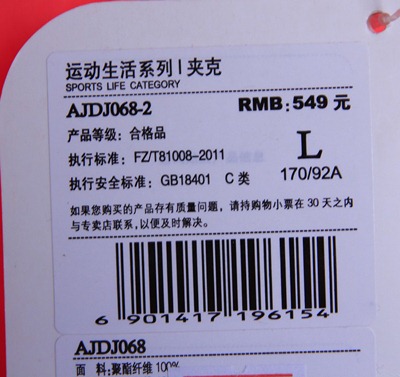 运动生活系列 | 夹克
SPORTS LIFE CATEGORY
AJDJ068-2 RMB: 549 元
产品等级: 合格品
执行标准: FZ/T81008-2011
L
执行安全标准: GB18401 C 类 170/92A
如果您购买的产品存有质量问题，请持购物小票在 30 天之内
与专卖店联系,以便及时解决。
6 901417 196154
AJDJ068
面 料:聚酯纤维 100%